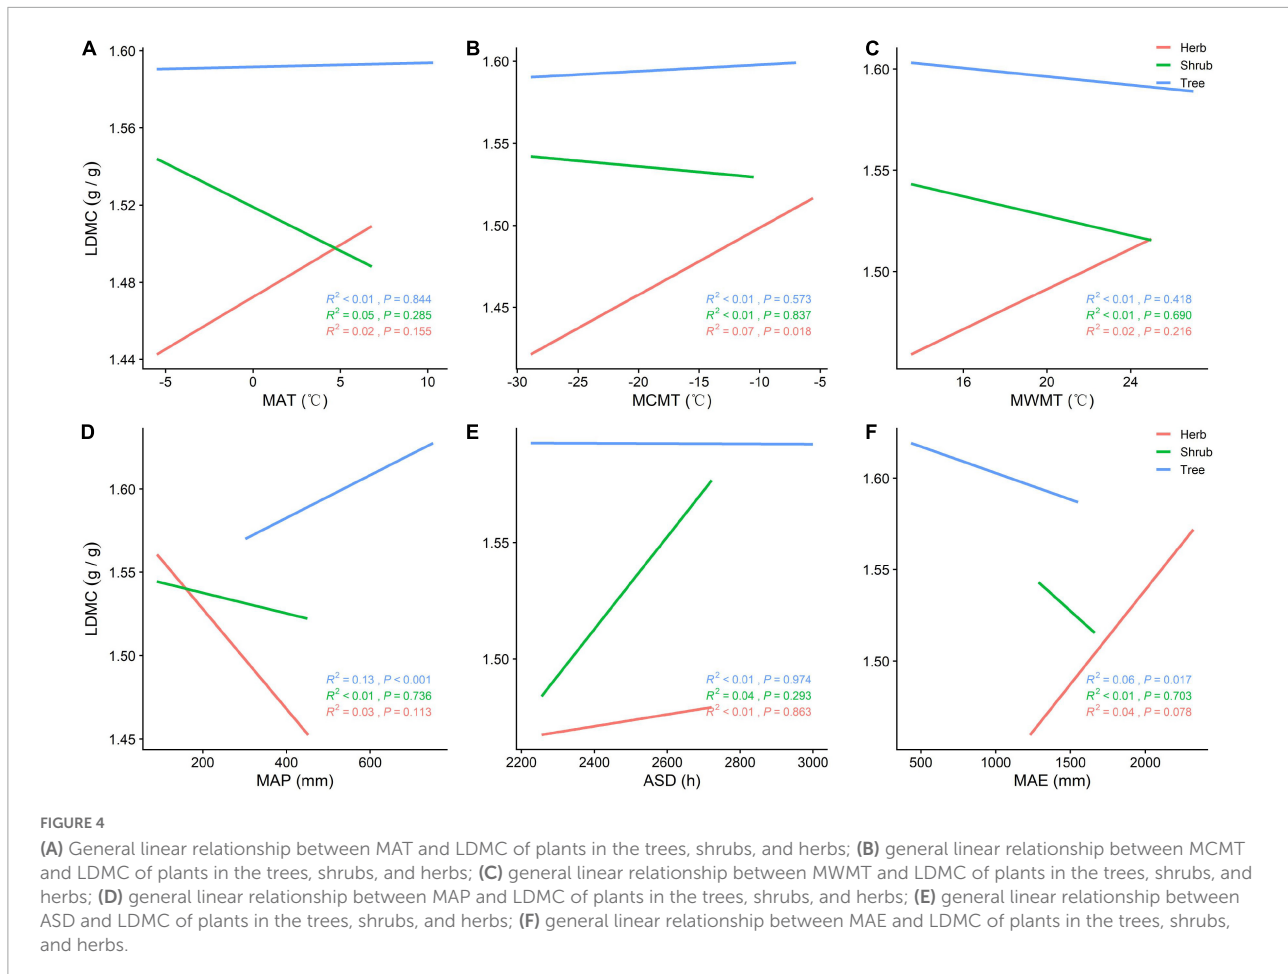 A
B
C
LDMC (g / g)
1.60
1.56
1.52
1.48
1.44
R² < 0.01 , P = 0.844
R² = 0.05 , P = 0.285
R² = 0.02 , P = 0.155
-5 0 5 10
MAT (℃)
1.60
1.55
1.50
1.45
R² < 0.01 , P = 0.573
R² < 0.01 , P = 0.837
R² = 0.07 , P = 0.018
-30 -25 -20 -15 -10 -5
MCMT (℃)
Herb
Shrub
Tree
1.60
1.55
1.50
R² < 0.01 , P = 0.418
R² < 0.01 , P = 0.690
R² = 0.02 , P = 0.216
16 20 24
MWMT (℃)
D
E
F
LDMC (g / g)
1.60
1.55
1.50
1.45
R² = 0.13 , P < 0.001
R² < 0.01 , P = 0.736
R² = 0.03 , P = 0.113
200 400 600
MAP (mm)
1.55
1.50
R² < 0.01 , P = 0.974
R² = 0.04 , P = 0.293
R² < 0.01 , P = 0.863
2200 2400 2600 2800 3000
ASD (h)
Herb
Shrub
Tree
1.60
1.55
1.50
R² = 0.06 , P = 0.017
R² < 0.01 , P = 0.703
R² = 0.04 , P = 0.078
500 1000 1500 2000
MAE (mm)
FIGURE 4
(A) General linear relationship between MAT and LDMC of plants in the trees, shrubs, and herbs; (B) general linear relationship between MCMT
and LDMC of plants in the trees, shrubs, and herbs; (C) general linear relationship between MWMT and LDMC of plants in the trees, shrubs, and
herbs; (D) general linear relationship between MAP and LDMC of plants in the trees, shrubs, and herbs; (E) general linear relationship between
ASD and LDMC of plants in the trees, shrubs, and herbs; (F) general linear relationship between MAE and LDMC of plants in the trees, shrubs,
and herbs.